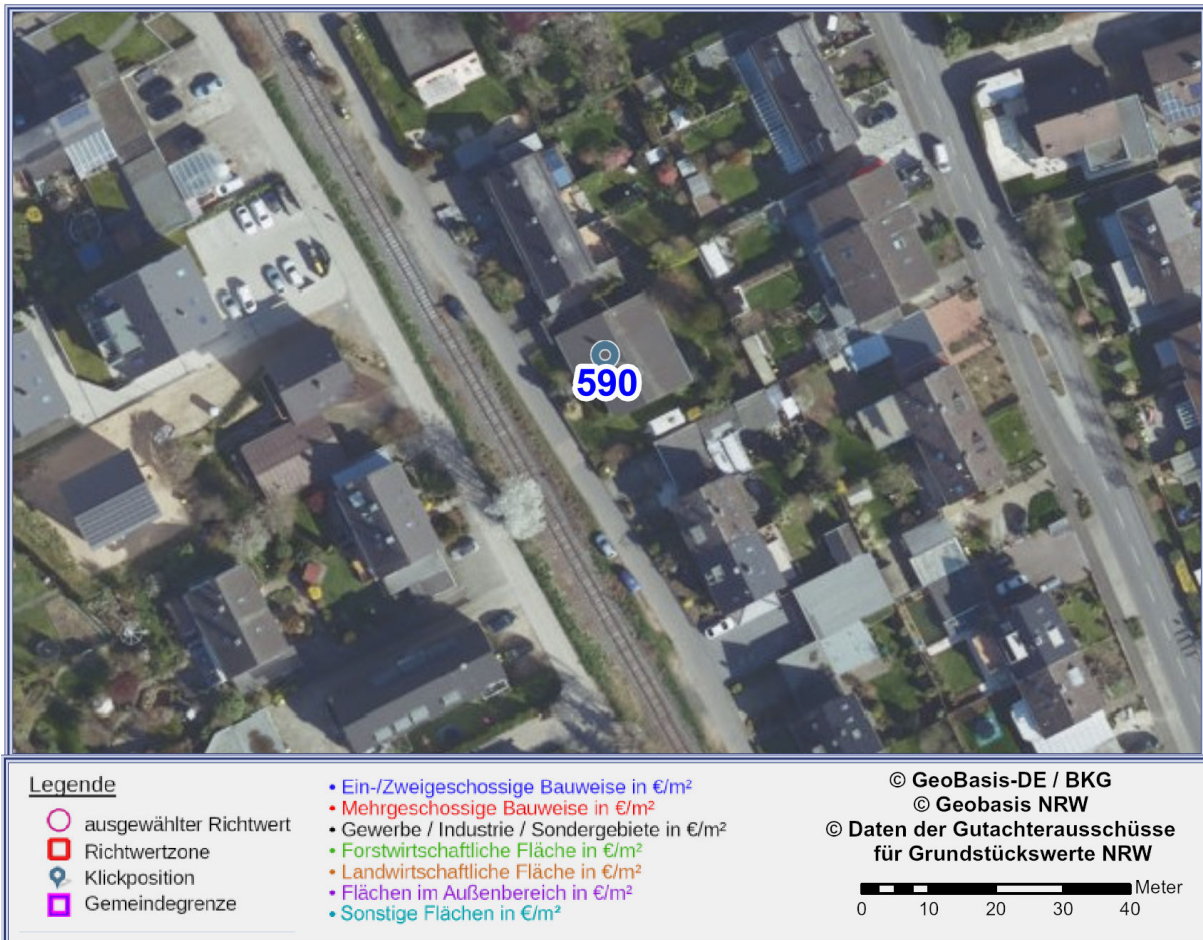 590
Legende
ausgewählter Richtwert
Richtwertzone
Klickposition
Gemeindegrenze
• Ein-/Zweigeschossige Bauweise in €/m²
• Mehrgeschossige Bauweise in €/m²
• Gewerbe / Industrie / Sondergebiete in €/m²
• Forstwirtschaftliche Fläche in €/m²
• Landwirtschaftliche Fläche in €/m²
• Flächen im Außenbereich in €/m²
• Sonstige Flächen in €/m²
© GeoBasis-DE / BKG
© Geobasis NRW
© Daten der Gutachterausschüsse
für Grundstückswerte NRW
Meter
0 10 20 30 40